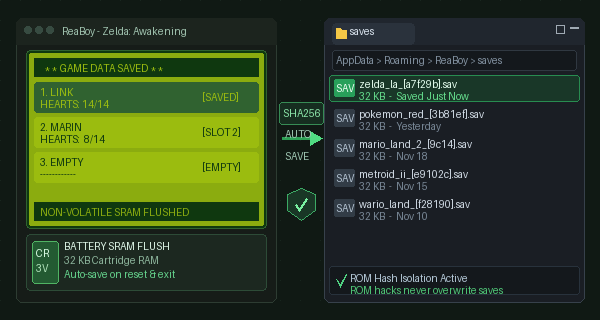 ReaBoy - Zelda: Awakening
** GAME DATA SAVED **
1. LINK
HEARTS: 14/14
[SAVED]
2. MARIN
HEARTS: 8/14
[SLOT 2]
3. EMPTY
------------
[EMPTY]
NON-VOLATILE SRAM FLUSHED
CR
3V
BATTERY SRAM FLUSH
32 KB Cartridge RAM
Auto-save on reset & exit
SHA256
AUTO
SAVE
saves
AppData > Roaming > ReaBoy > saves
SAV
zelda_la_[a7f29b].sav
32 KB - Saved Just Now
SAV
pokemon_red_[3b81ef].sav
32 KB - Yesterday
SAV
mario_land_2_[9c14].sav
32 KB - Nov 18
SAV
metroid_ii_[e9102c].sav
32 KB - Nov 15
SAV
wario_land_[f28190].sav
32 KB - Nov 10
ROM Hash Isolation Active
ROM hacks never overwrite saves